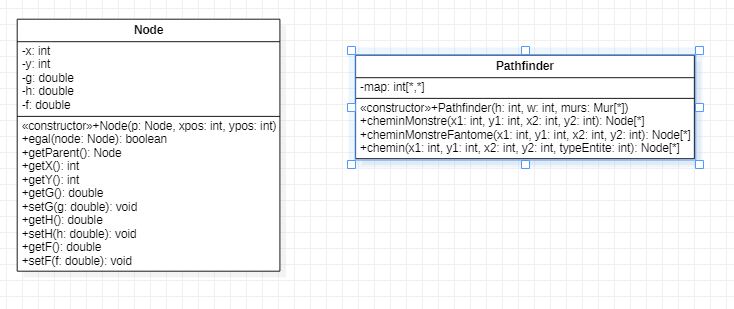 Node
-x: int
-y: int
-g: double
-h: double
-f: double
«constructor»+Node(p: Node, xpos: int, ypos: int)
+egal(node: Node): boolean
+getParent(): Node
+getX(): int
+getY(): int
+getG(): double
+setG(g: double): void
+getH(): double
+setH(h: double): void
+getF(): double
+setF(f: double): void
Pathfinder
-map: int[*,*]
«constructor»+Pathfinder(h: int, w: int, murs: Mur[*])
+cheminMonstre(x1: int, y1: int, x2: int, y2: int): Node[*]
+cheminMonstreFantome(x1: int, y1: int, x2: int, y2: int): Node[*]
+chemin(x1: int, y1: int, x2: int, y2: int, typeEntite: int): Node[*]